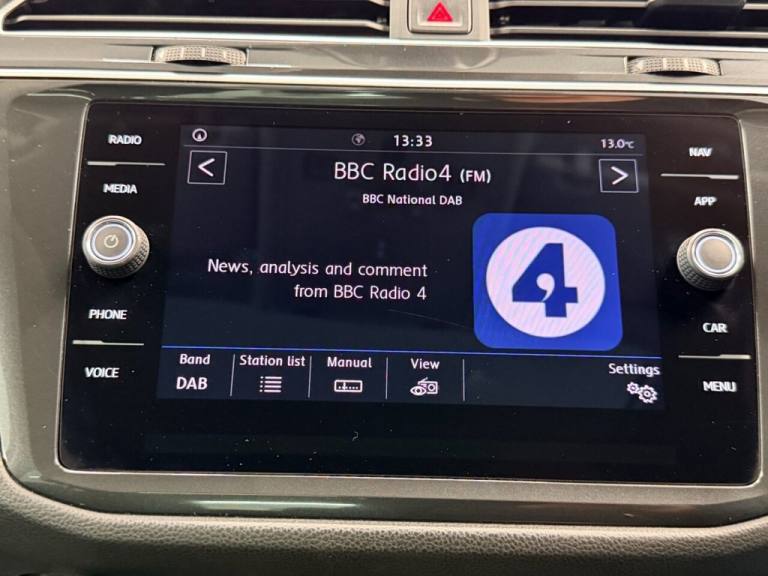 RADIO
MEDIA
PHONE
VOICE
13:33
13.0°C
BBC Radio4 (FM)
BBC National DAB
<
>
News, analysis and comment
from BBC Radio 4
4
Band
DAB
Station list
Manual
View
Settings
NAV
APP
CAR
MENU